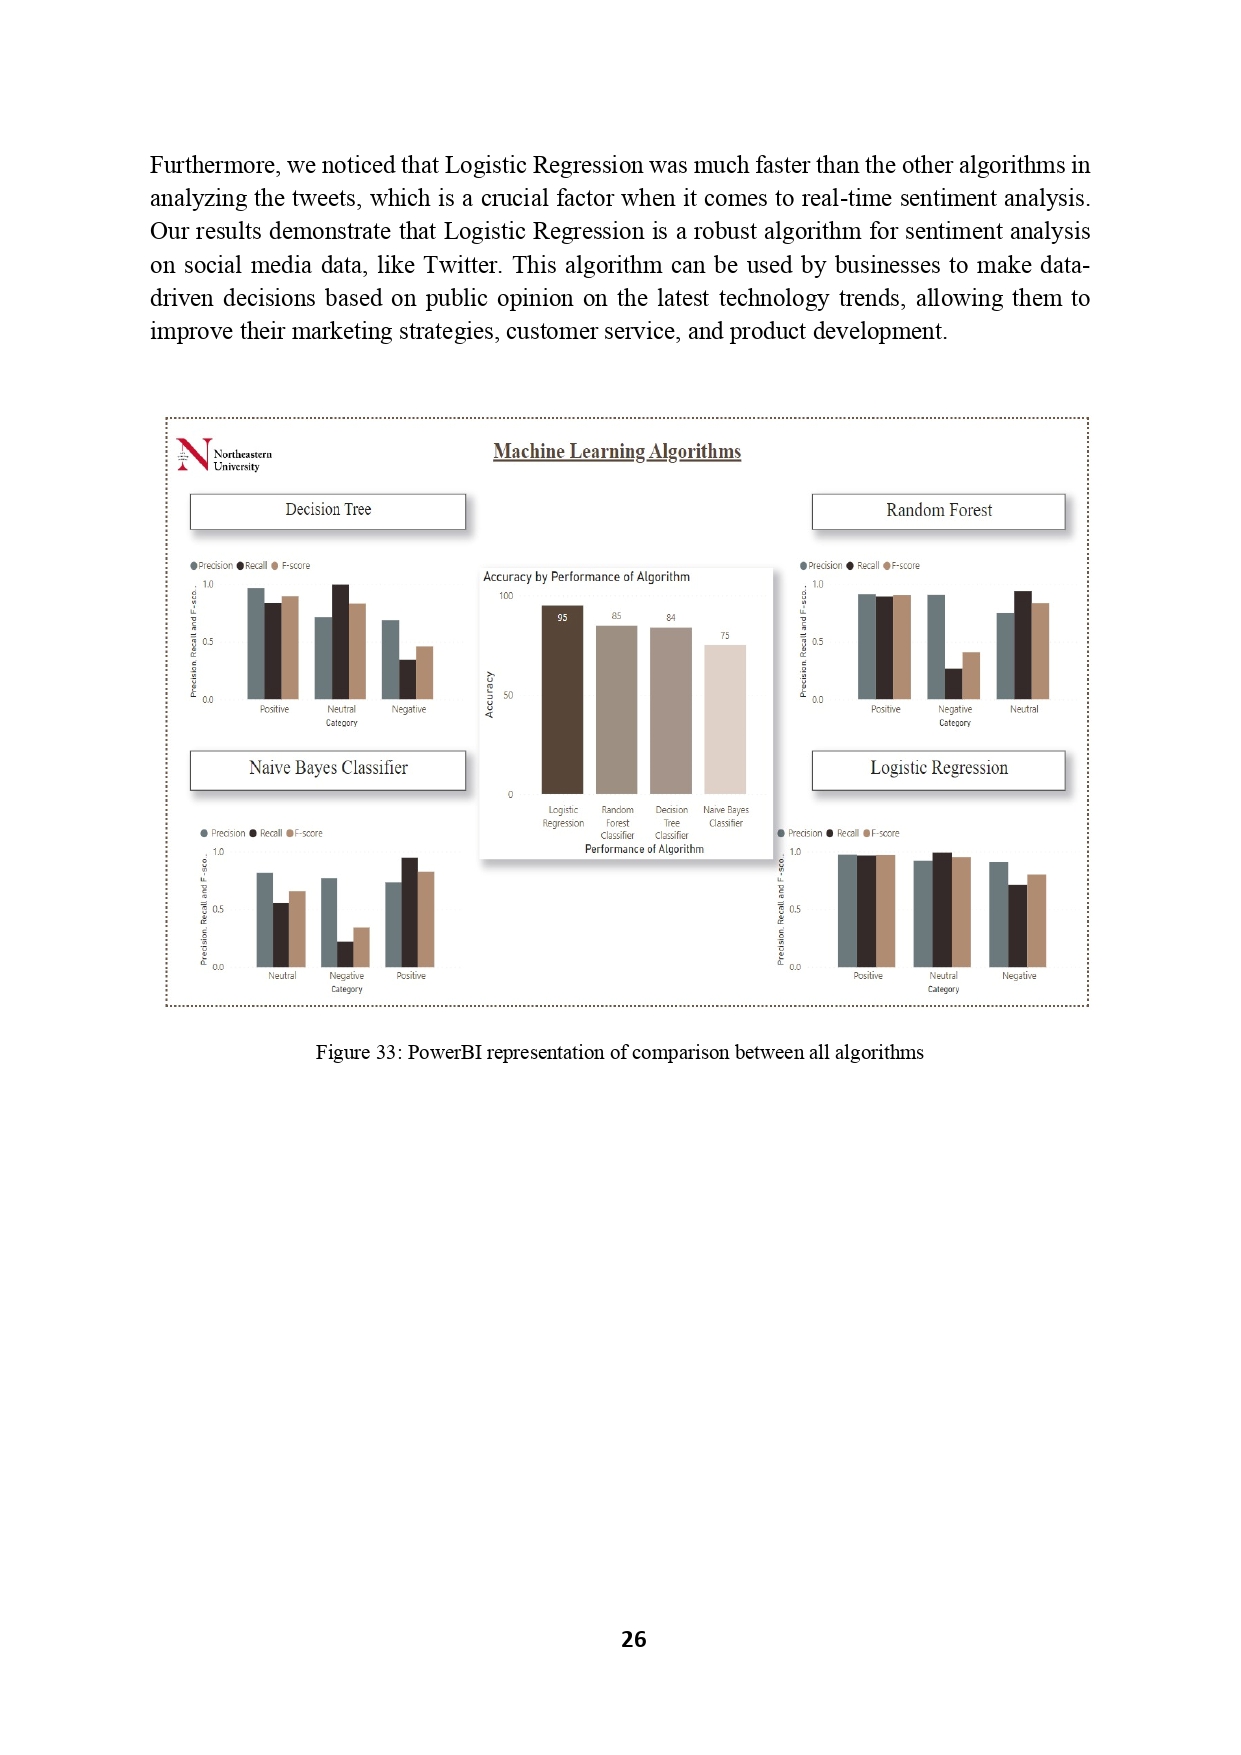 Furthermore, we noticed that Logistic Regression was much faster than the other algorithms in
analyzing the tweets, which is a crucial factor when it comes to real-time sentiment analysis.
Our results demonstrate that Logistic Regression is a robust algorithm for sentiment analysis
on social media data, like Twitter. This algorithm can be used by businesses to make data-
driven decisions based on public opinion on the latest technology trends, allowing them to
improve their marketing strategies, customer service, and product development.
Northeastern
University
Machine Learning Algorithms
Decision Tree
Precision Recall F-score
Precision, Recall and F-sco...
1.0
0.5
0.0
Positive Neutral Negative
Category
Random Forest
Precision Recall F-score
Precision, Recall and F-sco...
1.0
0.5
0.0
Positive Negative Neutral
Category
Accuracy by Performance of Algorithm
Accuracy
100
50
0
95 85 84 75
Logistic Random Decision Naive Bayes
Regression Forest Tree Classifier
Classifier Classifier
Performance of Algorithm
Naive Bayes Classifier
Precision Recall F-score
Precision, Recall and F-sco...
1.0
0.5
0.0
Neutral Negative Positive
Category
Logistic Regression
Precision Recall F-score
Precision, Recall and F-sco...
1.0
0.5
0.0
Positive Neutral Negative
Category
Figure 33: PowerBI representation of comparison between all algorithms
26